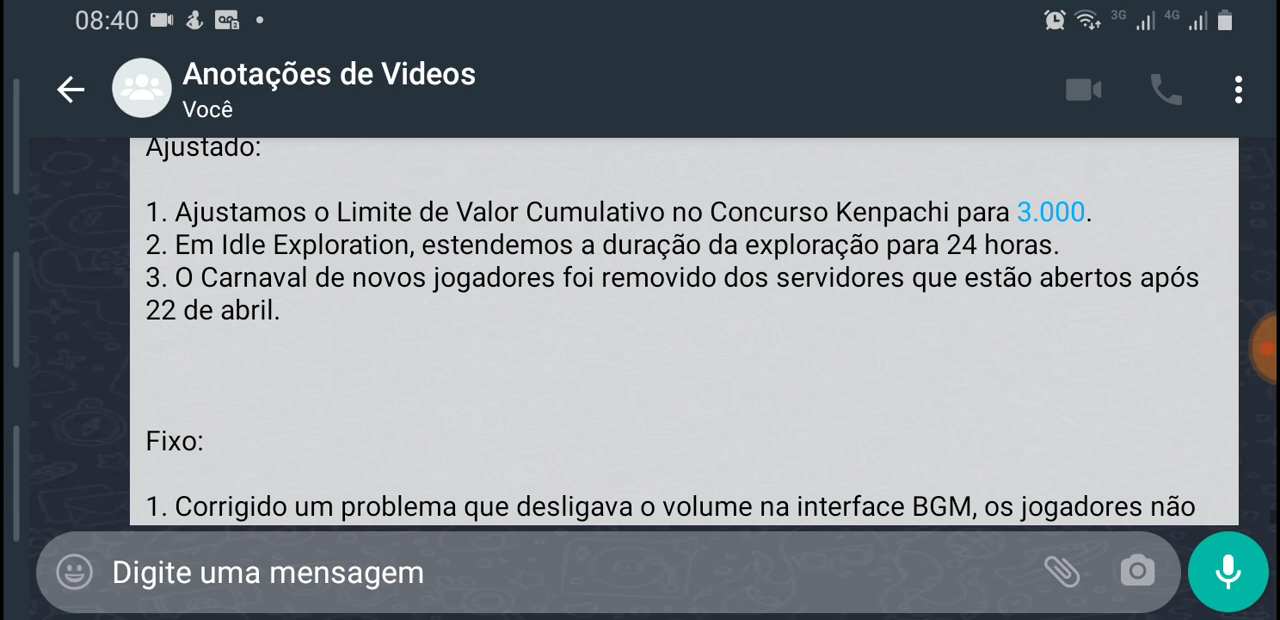 08:40
3G
4G
Anotações de Videos
Você
Ajustado:
1. Ajustamos o Limite de Valor Cumulativo no Concurso Kenpachi para 3.000.
2. Em Idle Exploration, estendemos a duração da exploração para 24 horas.
3. O Carnaval de novos jogadores foi removido dos servidores que estão abertos após
22 de abril.
Fixo:
1. Corrigido um problema que desligava o volume na interface BGM, os jogadores não
Digite uma mensagem